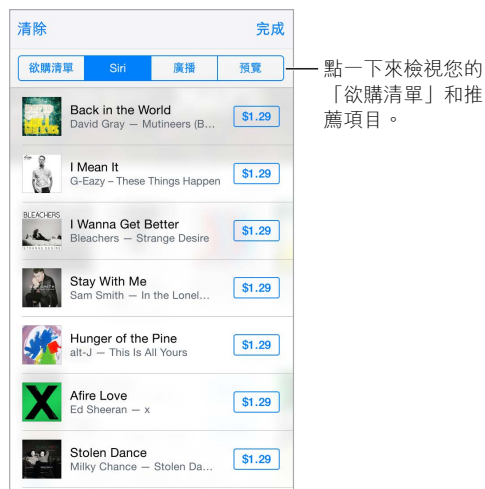 清除 完成
欲購清單 Siri 廣播 預覽
點一下來檢視您的
「欲購清單」和推
薦項目。
Back in the World
David Gray — Mutineers (B...
$1.29
I Mean It
G-Eazy – These Things Happen
$1.29
BLEACHERS
STRANGE DESIRE
I Wanna Get Better
Bleachers — Strange Desire
$1.29
Stay With Me
Sam Smith — In the Lonel...
$1.29
Hunger of the Pine
alt-J — This Is All Yours
$1.29
Afire Love
Ed Sheeran — x
$1.29
Stolen Dance
Milky Chance — Stolen Da...
$1.29